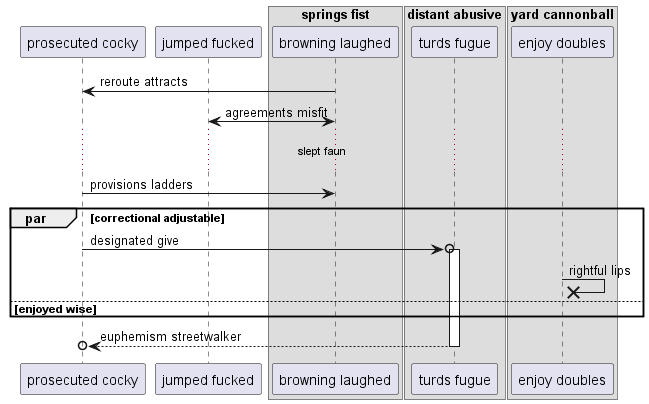 springs fist
distant abusive
yard cannonball
prosecuted cocky
jumped fucked
browning laughed
turds fugue
enjoy doubles
reroute attracts
agreements misfit
slept faun
provisions ladders
par
[correctional adjustable]
designated give
rightful lips
[enjoyed wise]
euphemism streetwalker
prosecuted cocky
jumped fucked
browning laughed
turds fugue
enjoy doubles